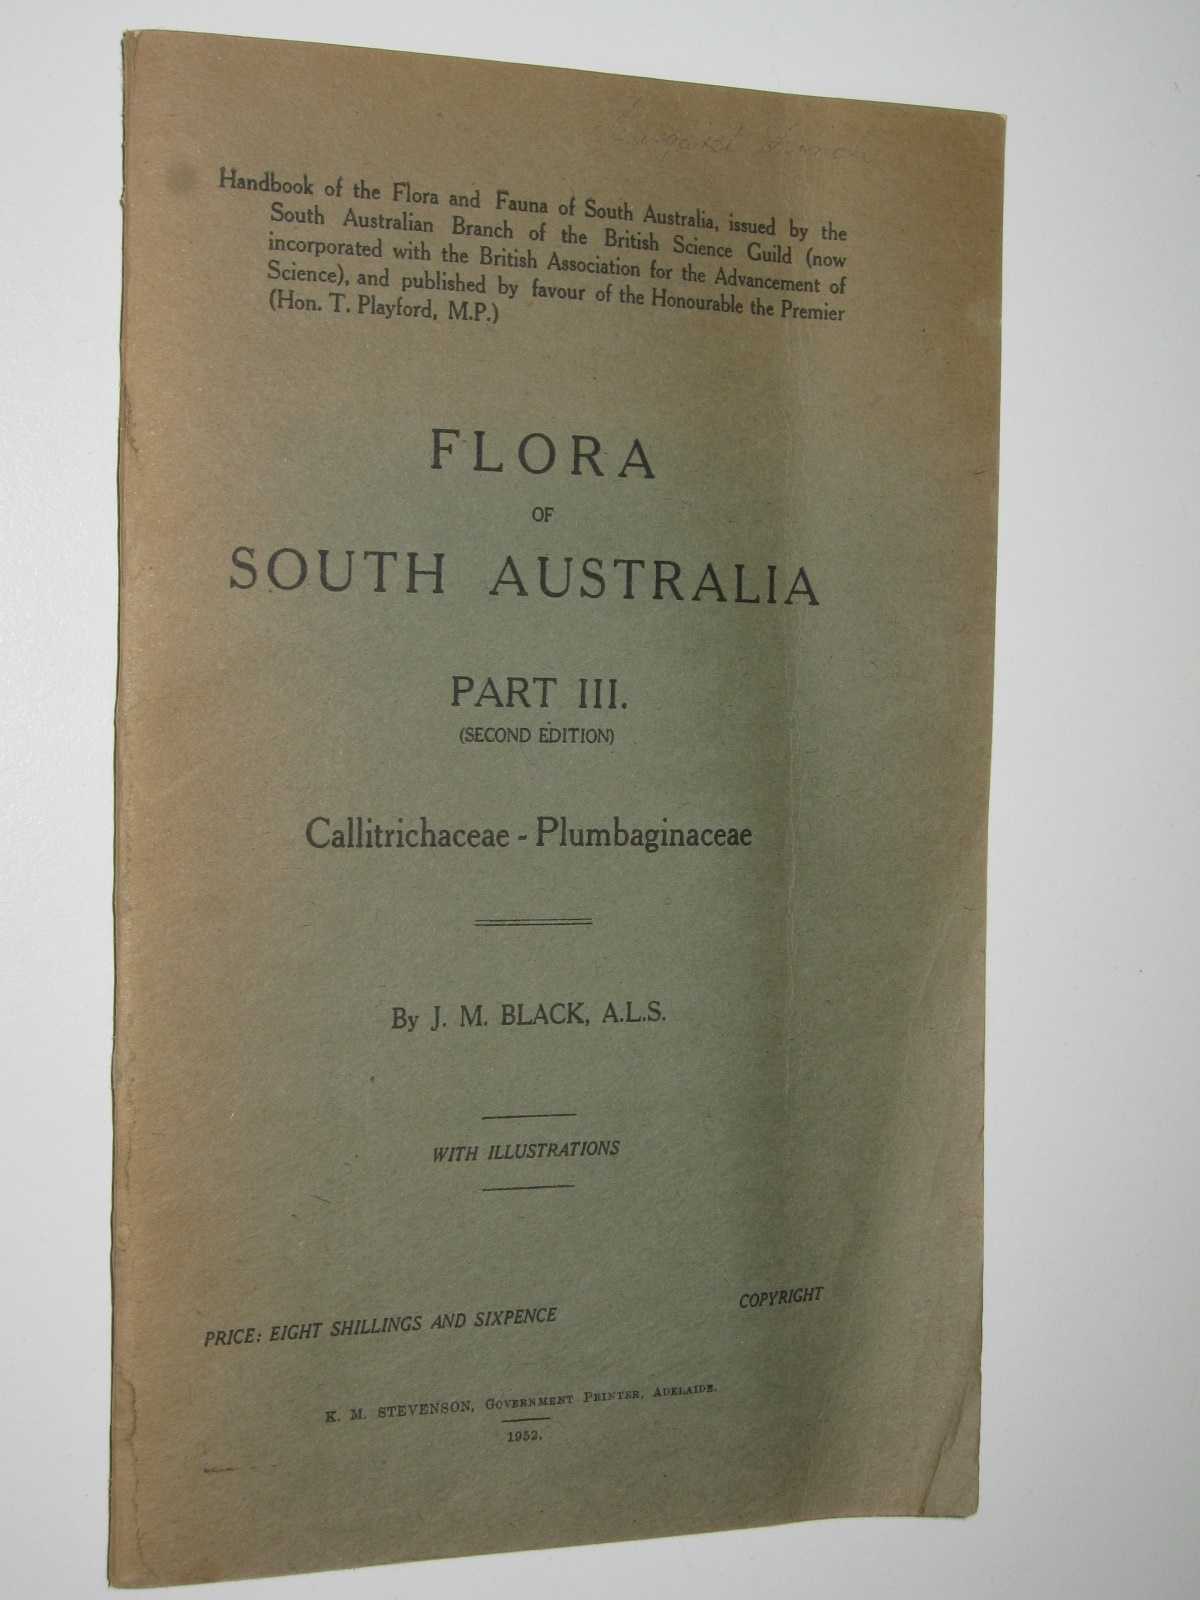 Handbook of the Flora and Fauna of South Australia, issued by the
South Australian Branch of the British Science Guild (now
incorporated with the British Association for the Advancement of
Science), and published by favour of the Honourable the Premier
(Hon. T. Playford, M.P.)
FLORA
OF
SOUTH AUSTRALIA
PART III.
(SECOND EDITION)
Callitrichaceae - Plumbaginaceae
By J. M. BLACK, A.L.S.
WITH ILLUSTRATIONS
PRICE: EIGHT SHILLINGS AND SIXPENCE
COPYRIGHT
K. M. STEVENSON, GOVERNMENT PRINTER, ADELAIDE.
1952.